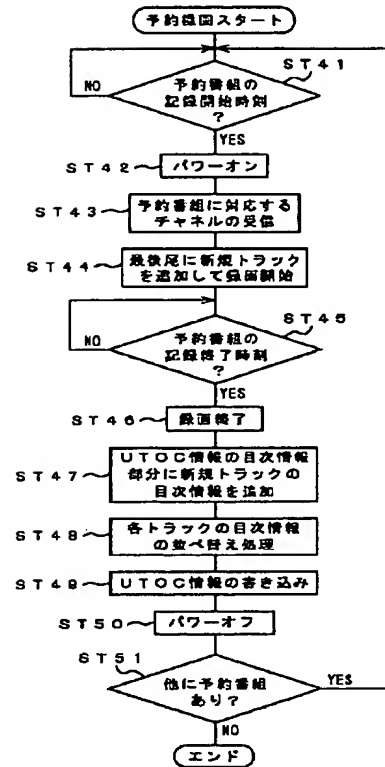 予約録画スタート
ST41
予約番組の
記録開始時刻
?
NO
YES
ST42
パワーオン
ST43
予約番組に対応する
チャネルの受信
ST44
最後尾に新規トラック
を追加して録画開始
ST45
予約番組の
記録終了時刻
?
NO
YES
ST46
録画終了
ST47
UTOC情報の目次情報
部分に新規トラックの
目次情報を追加
ST48
各トラックの目次情報
の並べ替え処理
ST49
UTOC情報の書き込み
ST50
パワーオフ
ST51
他に予約番組
あり?
YES
NO
エンド